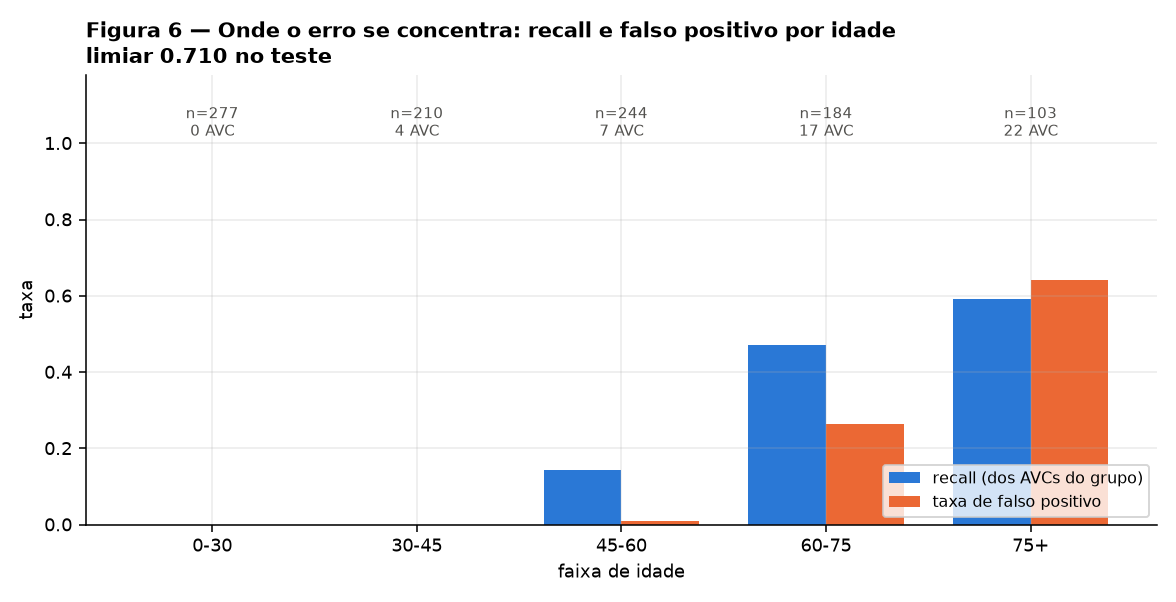 Figura 6 — Onde o erro se concentra: recall e falso positivo por idade
limiar 0.710 no teste
n=277
0 AVC
n=210
4 AVC
n=244
7 AVC
n=184
17 AVC
n=103
22 AVC
1.0
0.8
0.6
0.4
0.2
0.0
taxa
recall (dos AVCs do grupo)
taxa de falso positivo
0-30
30-45
45-60
60-75
75+
faixa de idade